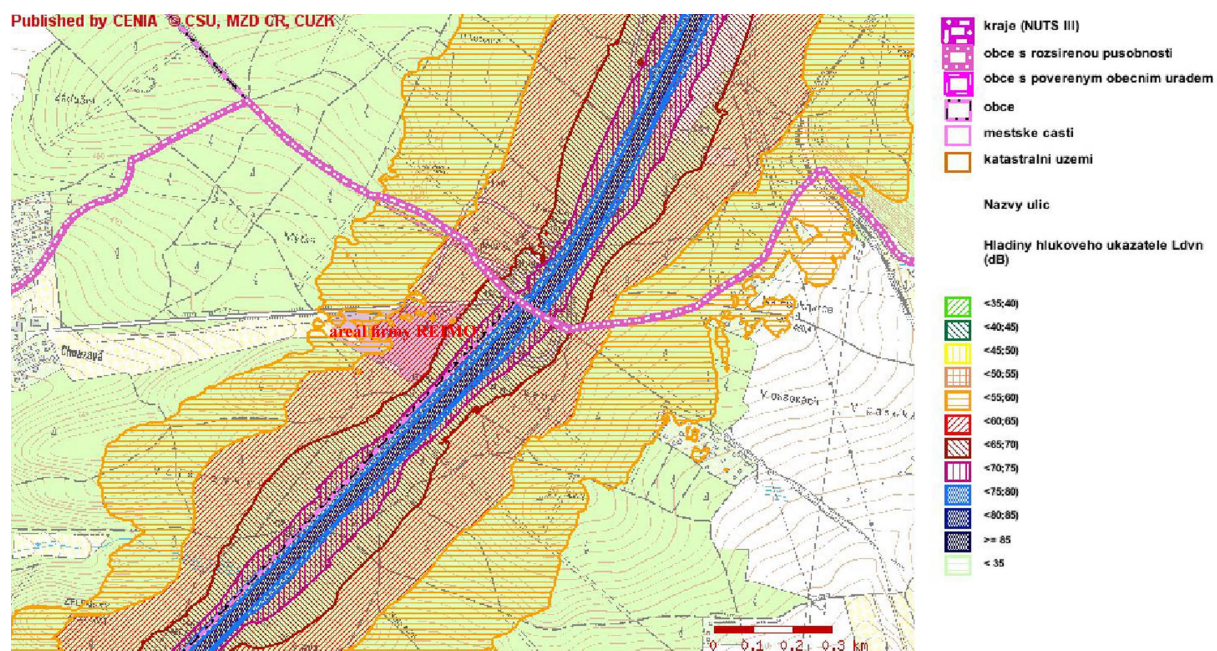 Published by CENIA © CSU, MZD CR, CUZK
areál firmy REIMO
0 0.1 0.2 0.3 km
kraje (NUTS III)
obce s rozsirenou pusobnosti
obce s poverenym obecnim uradem
obce
mestske casti
katastralni uzemi
Nazvy ulic
Hladiny hlukoveho ukazatele Ldvn
(dB)
<35;40)
<40;45)
<45;50)
<50;55)
<55;60)
<60;65)
<65;70)
<70;75)
<75;80)
<80;85)
>= 85
< 35